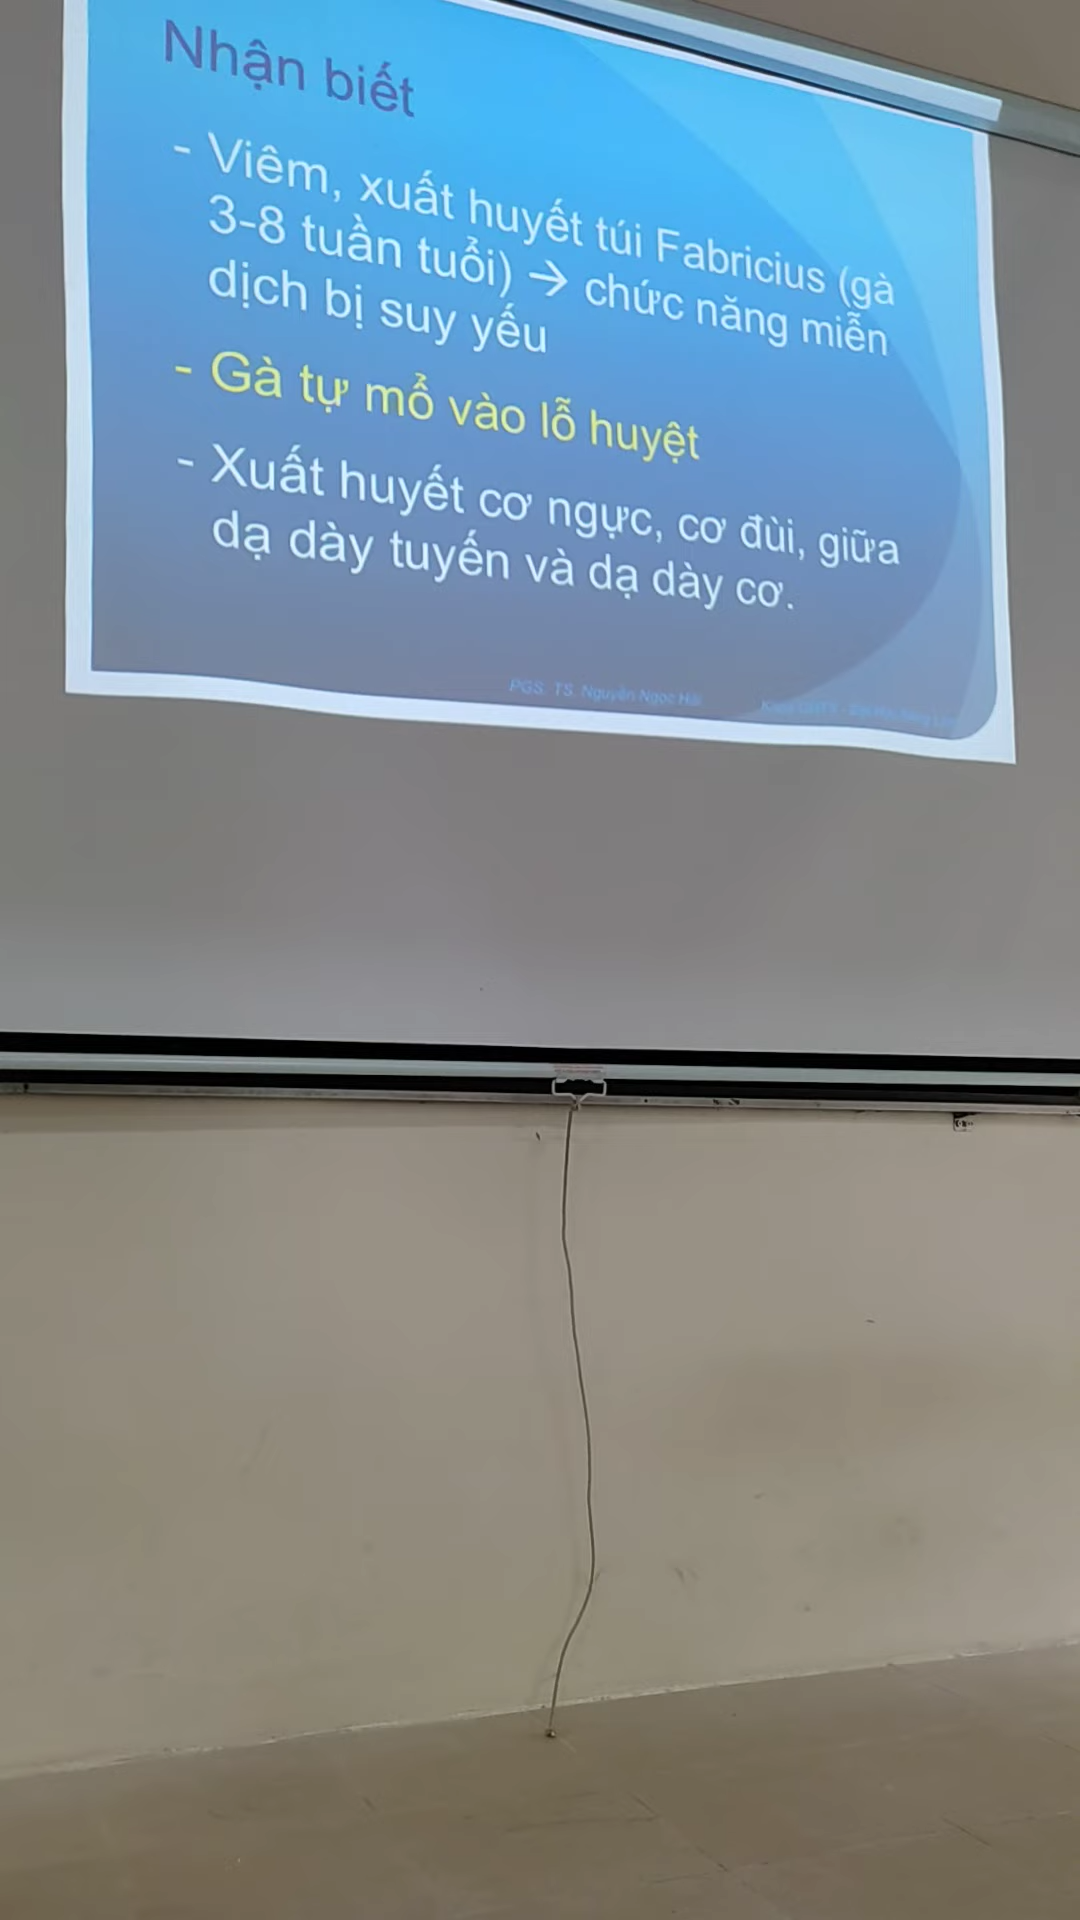 Nhận biết
- Viêm, xuất huyết túi Fabricius (gà
3-8 tuần tuổi) → chức năng miễn
dịch bị suy yếu
- Gà tự mổ vào lỗ huyệt
- Xuất huyết cơ ngực, cơ đùi, giữa
dạ dày tuyến và dạ dày cơ.
PGS. TS. Nguyễn Ngọc Hải